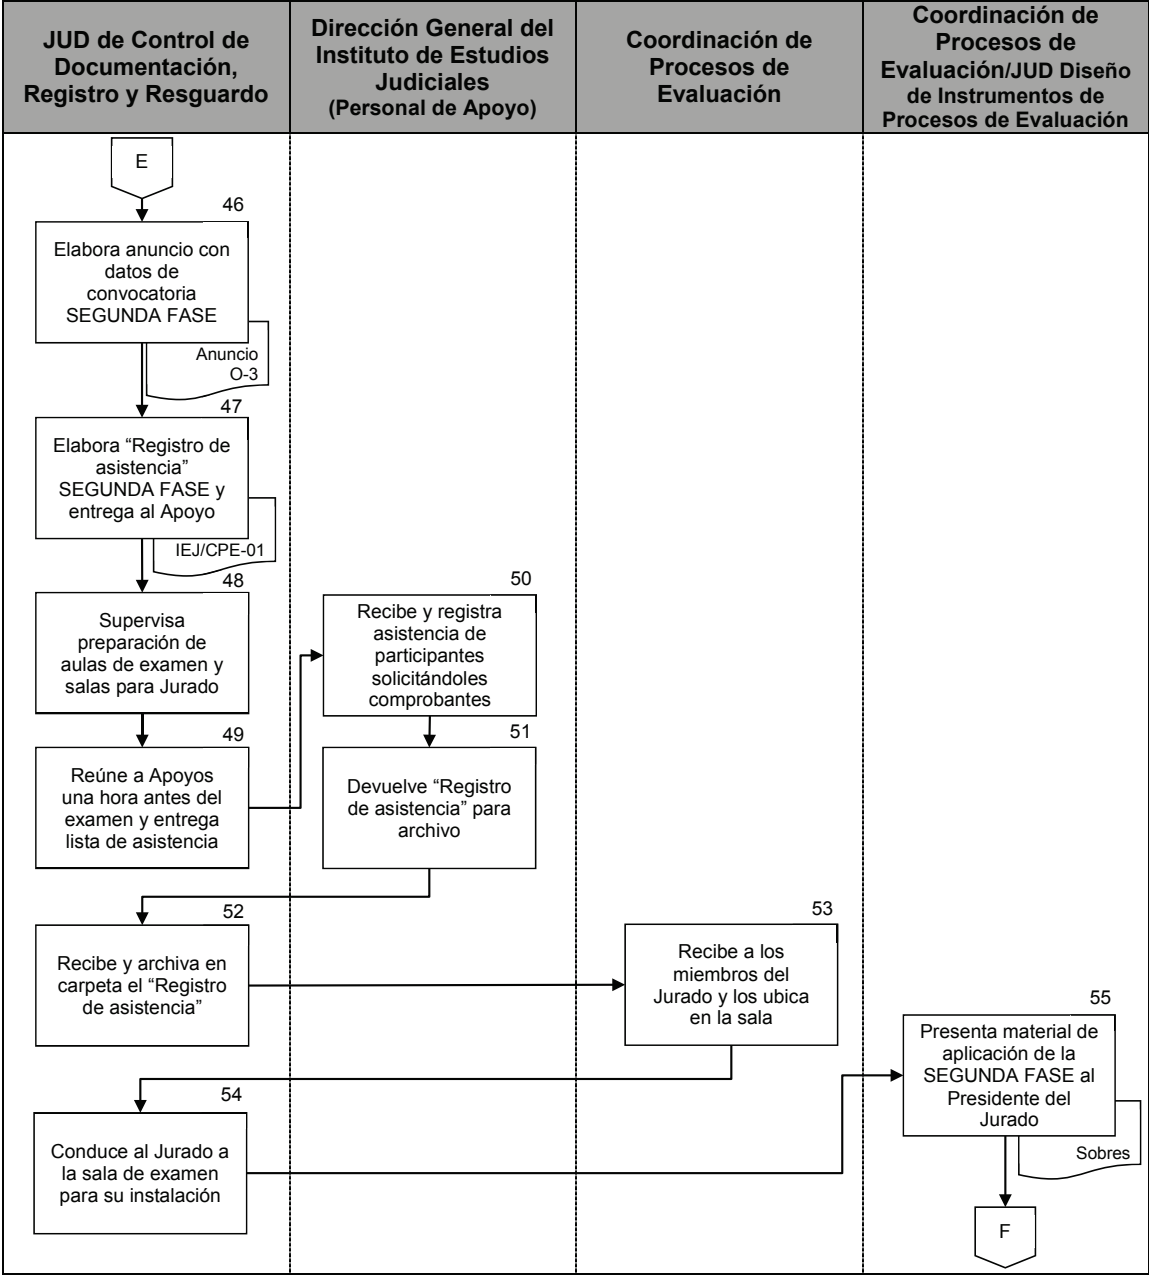 JUD de Control de
Documentación,
Registro y Resguardo
Dirección General del
Instituto de Estudios
Judiciales
(Personal de Apoyo)
Coordinación de
Procesos de
Evaluación
Coordinación de
Procesos de
Evaluación/JUD Diseño
de Instrumentos de
Procesos de Evaluación
E
46
Elabora anuncio con
datos de
convocatoria
SEGUNDA FASE
Anuncio
O-3
47
Elabora “Registro de
asistencia”
SEGUNDA FASE y
entrega al Apoyo
IEJ/CPE-01
48
Supervisa
preparación de
aulas de examen y
salas para Jurado
49
Reúne a Apoyos
una hora antes del
examen y entrega
lista de asistencia
50
Recibe y registra
asistencia de
participantes
solicitándoles
comprobantes
51
Devuelve “Registro
de asistencia” para
archivo
52
Recibe y archiva en
carpeta el “Registro
de asistencia”
53
Recibe a los
miembros del
Jurado y los ubica
en la sala
54
Conduce al Jurado a
la sala de examen
para su instalación
55
Presenta material de
aplicación de la
SEGUNDA FASE al
Presidente del
Jurado
Sobres
F